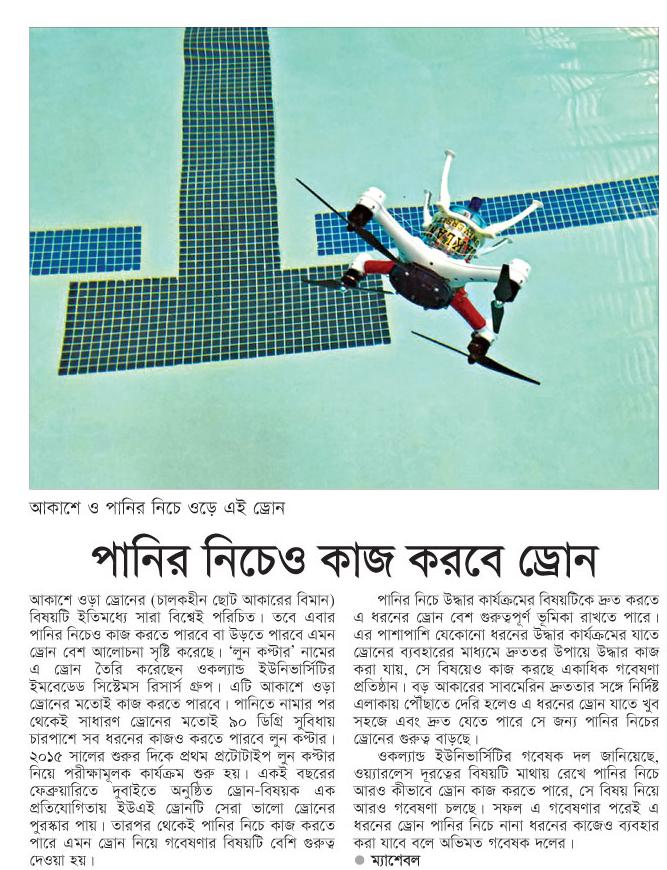 আকাশে ও পানির নিচে ওড়ে এই ড্রোন
পানির নিচেও কাজ করবে ড্রোন
আকাশে ওড়া ড্রোনের (চালকহীন ছোট আকারের বিমান)
বিষয়টি ইতিমধ্যে সারা বিশ্বেই পরিচিত। তবে এবার
পানির নিচেও কাজ করতে পারবে বা উড়তে পারবে এমন
ড্রোন বেশ আলোচনা সৃষ্টি করেছে। ‘লুন কপ্টার’ নামের
এ ড্রোন তৈরি করেছেন ওকল্যান্ড ইউনিভার্সিটির
ইমবেডেড সিস্টেমস রিসার্স গ্রুপ। এটি আকাশে ওড়া
ড্রোনের মতোই কাজ করতে পারবে। পানিতে নামার পর
থেকেই সাধারণ ড্রোনের মতোই ৯০ ডিগ্রি সুবিধায়
চারপাশে সব ধরনের কাজও করতে পারবে লুন কপ্টার।
২০১৫ সালের শুরুর দিকে প্রথম প্রটোটাইপ লুন কপ্টার
নিয়ে পরীক্ষামূলক কার্যক্রম শুরু হয়। একই বছরের
ফেব্রুয়ারিতে দুবাইতে অনুষ্ঠিত ড্রোন-বিষয়ক এক
প্রতিযোগিতায় ইউএই ড্রোনটি সেরা ভালো ড্রোনের
পুরস্কার পায়। তারপর থেকেই পানির নিচে কাজ করতে
পারে এমন ড্রোন নিয়ে গবেষণার বিষয়টি বেশি গুরুত্ব
দেওয়া হয়।
পানির নিচে উদ্ধার কার্যক্রমের বিষয়টিকে দ্রুত করতে
এ ধরনের ড্রোন বেশ গুরুত্বপূর্ণ ভূমিকা রাখতে পারে।
এর পাশাপাশি যেকোনো ধরনের উদ্ধার কার্যক্রমের যাতে
ড্রোনের ব্যবহারের মাধ্যমে দ্রুততর উপায়ে উদ্ধার কাজ
করা যায়, সে বিষয়েও কাজ করছে একাধিক গবেষণা
প্রতিষ্ঠান। বড় আকারের সাবমেরিন দ্রুততার সঙ্গে নির্দিষ্ট
এলাকায় পৌঁছাতে দেরি হলেও এ ধরনের ড্রোন যাতে খুব
সহজে এবং দ্রুত যেতে পারে সে জন্য পানির নিচের
ড্রোনের গুরুত্ব বাড়ছে।
ওকল্যান্ড ইউনিভার্সিটির গবেষক দল জানিয়েছে,
ওয়্যারলেস দূরত্বের বিষয়টি মাথায় রেখে পানির নিচে
আরও কীভাবে ড্রোন কাজ করতে পারে, সে বিষয় নিয়ে
আরও গবেষণা চলছে। সফল এ গবেষণার পরেই এ
ধরনের ড্রোন পানির নিচে নানা ধরনের কাজেও ব্যবহার
করা যাবে বলে অভিমত গবেষক দলের।
● ম্যাশেবল